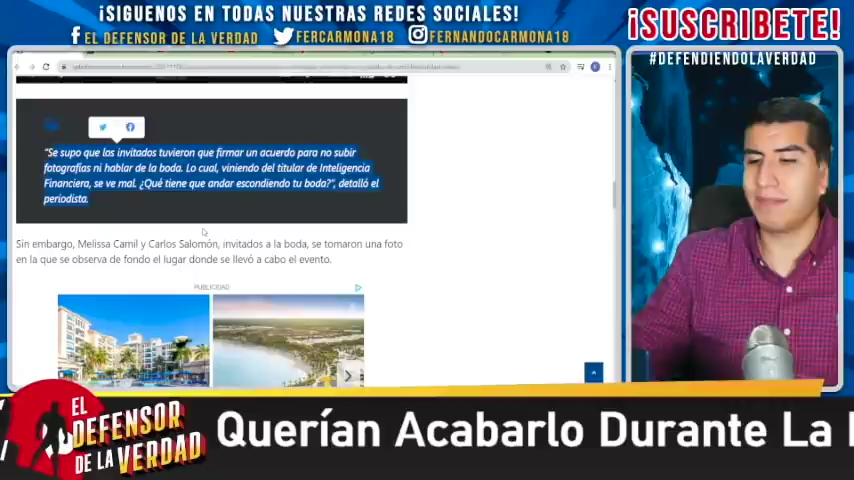 ¡SIGUENOS EN TODAS NUESTRAS REDES SOCIALES!
EL DEFENSOR DE LA VERDAD
FERCARMONA18
FERNANDOCARMONA18
¡SUSCRIBETE!
#DEFENDIENDOLAVERDAD
"Se supo que los invitados tuvieron que firmar un acuerdo para no subir
fotografías ni hablar de la boda. Lo cual, viniendo del titular de Inteligencia
Financiera, se ve mal. ¿Qué tiene que andar escondiendo tu boda?", detalló el
periodista.
Sin embargo, Melissa Camil y Carlos Salomón, invitados a la boda, se tomaron una foto
en la que se observa de fondo el lugar donde se llevó a cabo el evento.
PUBLICIDAD
EL
DEFENSOR
DE LA VERDAD
Querían Acabarlo Durante La